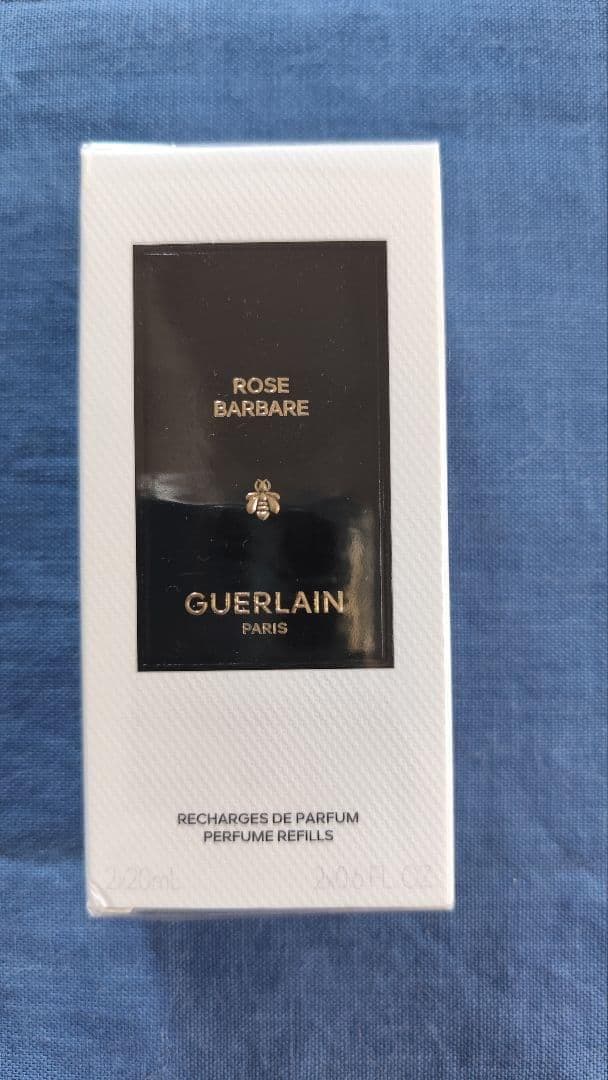 ROSE
BARBARE
GUERLAIN
PARIS
RECHARGES DE PARFUM
PERFUME REFILLS
2x20mL 2x0.6 FL OZ